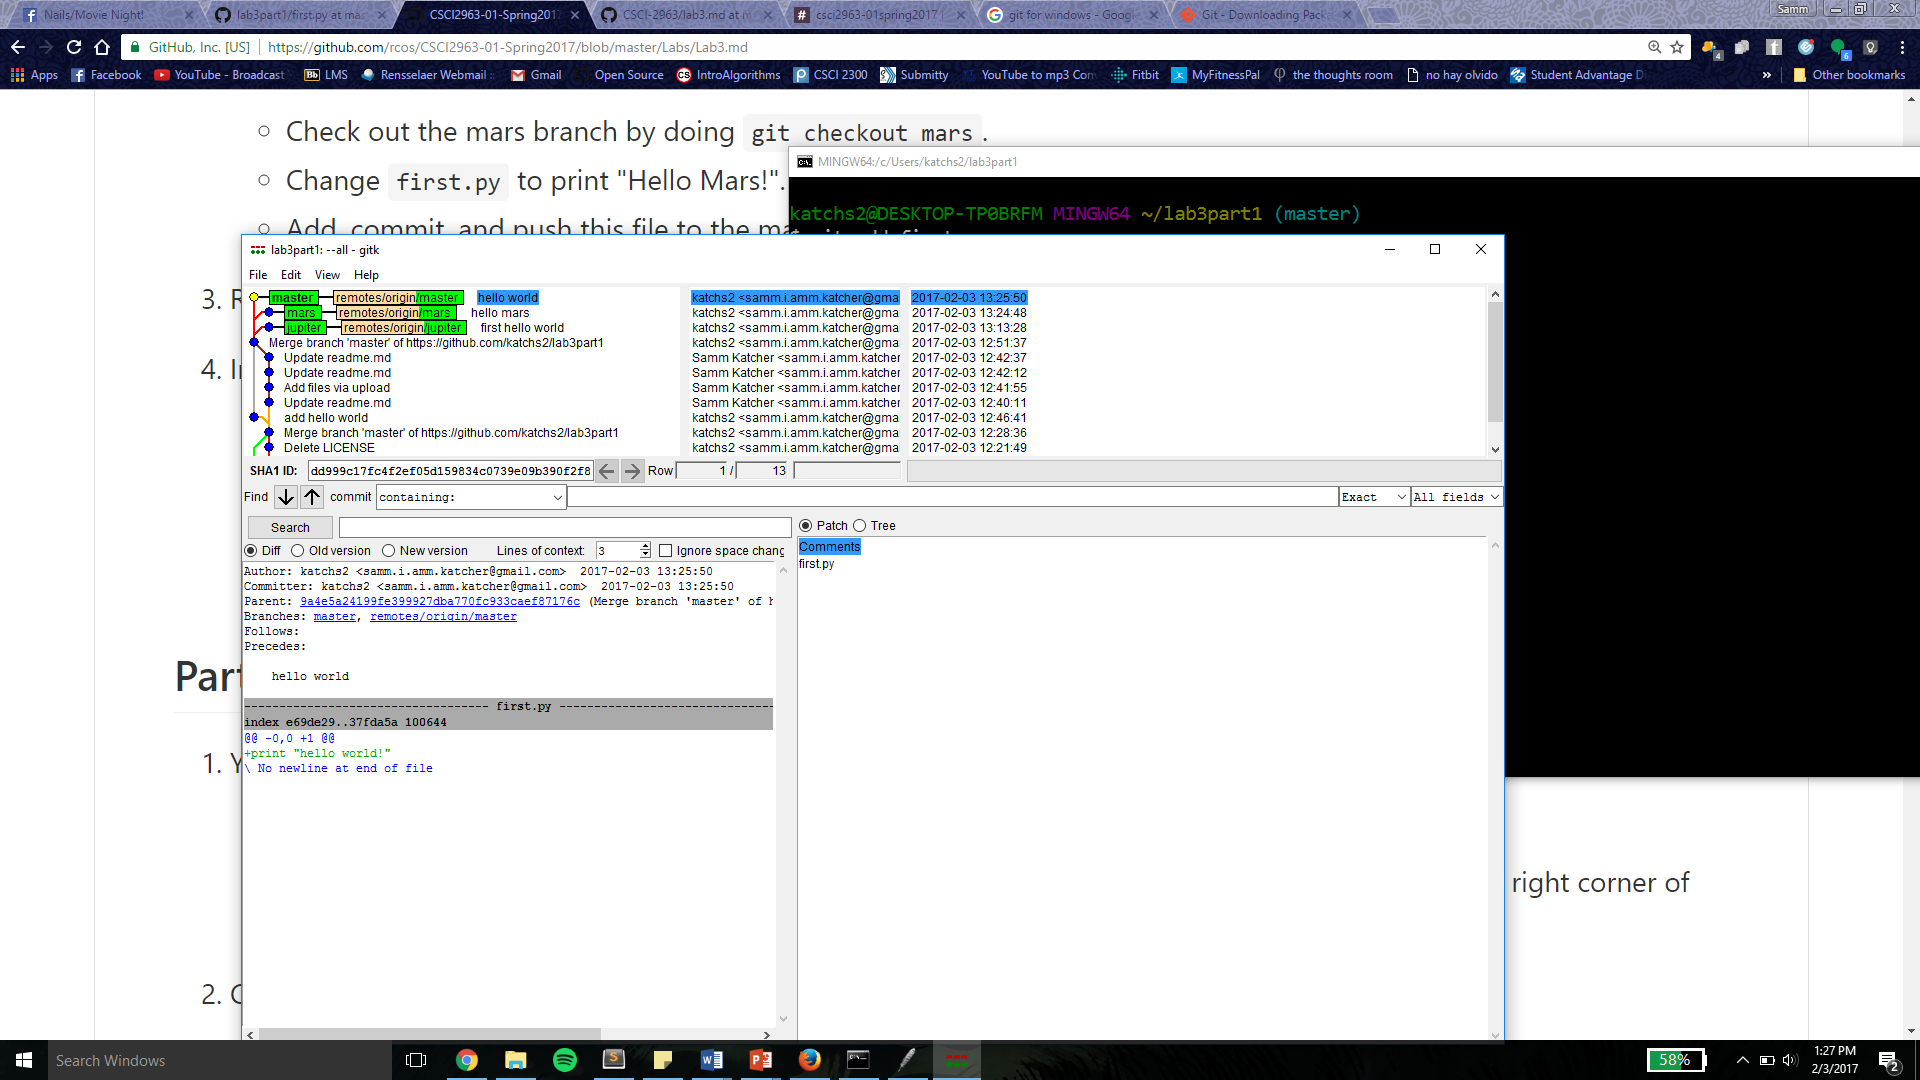 Nails/Movie Night!
lab3part1/first.py at ma
CSCI2963-01-Spring201
CSCI-2963/lab3.md at m
csci2963-01spring2017
git for windows - Goog
Git - Downloading Pack
Samm
GitHub, Inc. [US]
https://github.com/rcos/CSCI2963-01-Spring2017/blob/master/Labs/Lab3.md
Apps
Facebook
YouTube - Broadcast
Bb LMS
Rensselaer Webmail
Gmail
Open Source
CS IntroAlgorithms
CSCI 2300
Submitty
YouTube to mp3 Con
Fitbit
MyFitnessPal
the thoughts room
no hay olvido
Student Advantage D
» Other bookmarks
Check out the mars branch by doing git checkout mars.
Change first.py to print "Hello Mars!".
Add, commit, and push this file to the ma
3. R
4. I
Part
1. Y
right corner of
2. C
MINGW64:/c/Users/katchs2/lab3part1
katchs2@DESKTOP-TP0BRFM MINGW64 ~/lab3part1 (master)
lab3part1: --all - gitk
File Edit View Help
master remotes/origin/master hello world katchs2 <samm.i.amm.katcher@gma 2017-02-03 13:25:50
mars remotes/origin/mars hello mars katchs2 <samm.i.amm.katcher@gma 2017-02-03 13:24:48
jupiter remotes/origin/jupiter first hello world katchs2 <samm.i.amm.katcher@gma 2017-02-03 13:13:28
Merge branch 'master' of https://github.com/katchs2/lab3part1 katchs2 <samm.i.amm.katcher@gma 2017-02-03 12:51:37
Update readme.md Samm Katcher <samm.i.amm.katcher 2017-02-03 12:42:37
Update readme.md Samm Katcher <samm.i.amm.katcher 2017-02-03 12:42:12
Add files via upload Samm Katcher <samm.i.amm.katcher 2017-02-03 12:41:55
Update readme.md Samm Katcher <samm.i.amm.katcher 2017-02-03 12:40:11
add hello world katchs2 <samm.i.amm.katcher@gma 2017-02-03 12:46:41
Merge branch 'master' of https://github.com/katchs2/lab3part1 katchs2 <samm.i.amm.katcher@gma 2017-02-03 12:28:36
Delete LICENSE katchs2 <samm.i.amm.katcher@gma 2017-02-03 12:21:49
SHA1 ID: dd999c17fc4f2ef05d159834c0739e09b390f2f8 Row 1 / 13
Find commit containing: Exact All fields
Search
Patch Tree
Diff Old version New version Lines of context: 3 Ignore space chang
Comments
first.py
Author: katchs2 <samm.i.amm.katcher@gmail.com> 2017-02-03 13:25:50
Committer: katchs2 <samm.i.amm.katcher@gmail.com> 2017-02-03 13:25:50
Parent: 9a4e5a24199fe399927dba770fc933caef87176c (Merge branch 'master' of h
Branches: master, remotes/origin/master
Follows:
Precedes:
hello world
------------------------------- first.py -------------------------------
index e69de29..37fda5a 100644
@@ -0,0 +1 @@
+print "hello world!"
\ No newline at end of file
Search Windows
58%
1:27 PM
2/3/2017
2